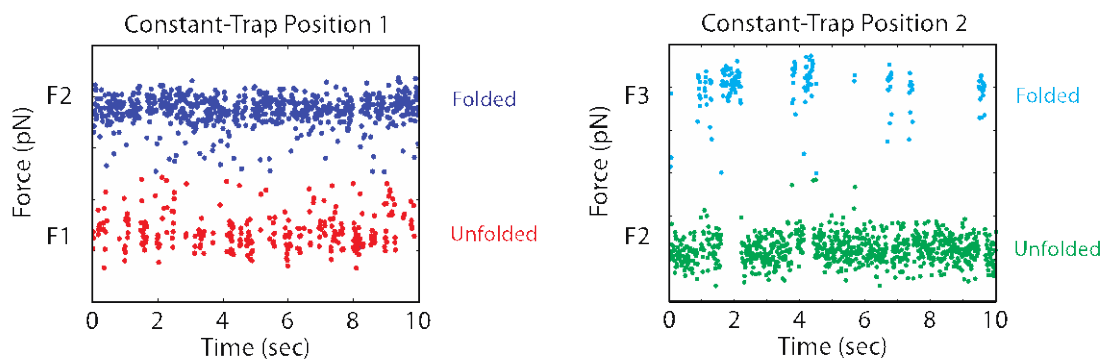 Constant-Trap Position 1
Force (pN)
F2
F1
Folded
Unfolded
0 2 4 6 8 10
Time (sec)
Constant-Trap Position 2
Force (pN)
F3
F2
Folded
Unfolded
0 2 4 6 8 10
Time (sec)